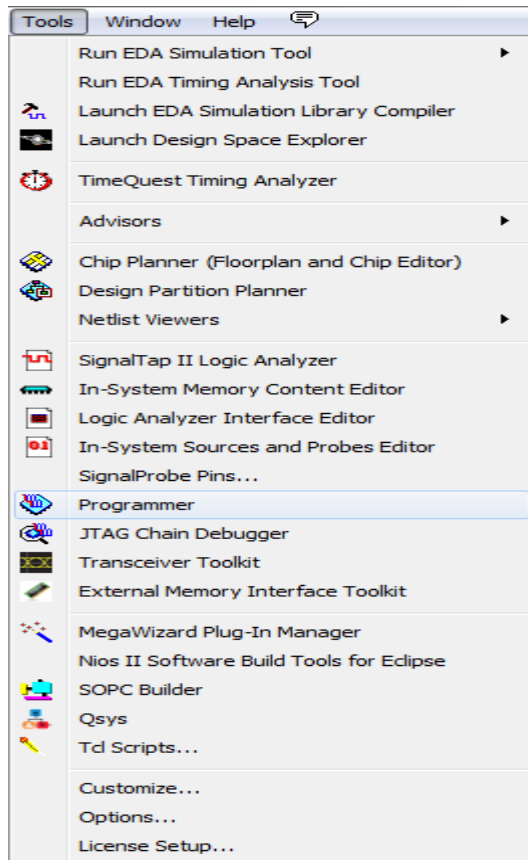 Tools Window Help
Run EDA Simulation Tool
Run EDA Timing Analysis Tool
Launch EDA Simulation Library Compiler
Launch Design Space Explorer
TimeQuest Timing Analyzer
Advisors
Chip Planner (Floorplan and Chip Editor)
Design Partition Planner
Netlist Viewers
SignalTap II Logic Analyzer
In-System Memory Content Editor
Logic Analyzer Interface Editor
In-System Sources and Probes Editor
SignalProbe Pins...
Programmer
JTAG Chain Debugger
Transceiver Toolkit
External Memory Interface Toolkit
MegaWizard Plug-In Manager
Nios II Software Build Tools for Eclipse
SOPC Builder
Qsys
Tcl Scripts...
Customize...
Options...
License Setup...